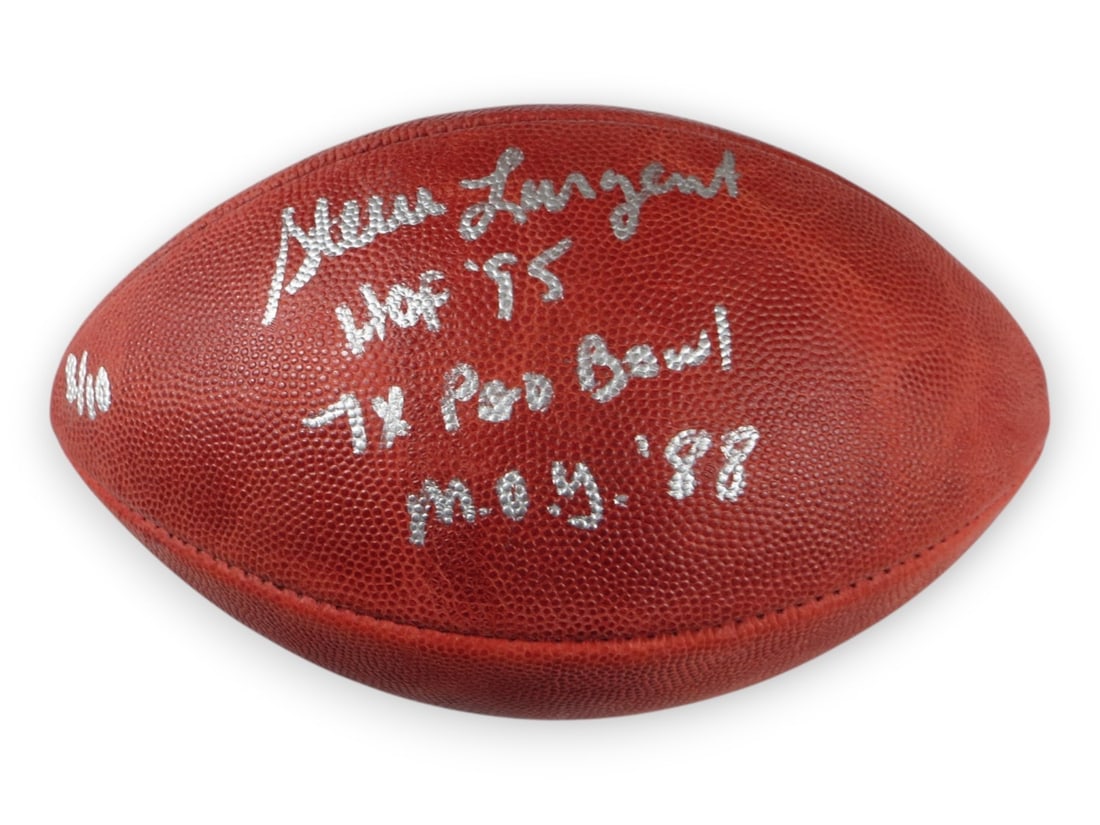 Steve Largent
HOF '95
7X Pro Bowl
M.O.Y. '88
8/10